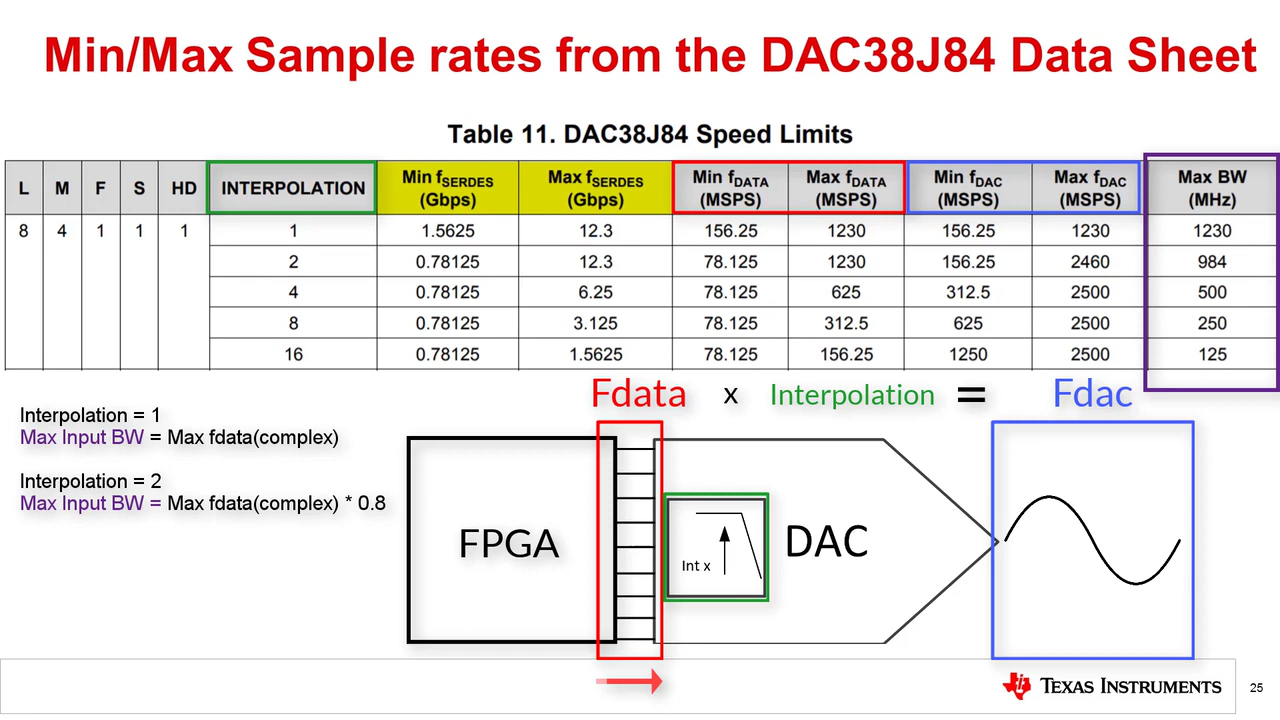 Min/Max Sample rates from the DAC38J84 Data Sheet
Table 11. DAC38J84 Speed Limits
L M F S HD INTERPOLATION Min fSERDES (Gbps) Max fSERDES (Gbps) Min fDATA (MSPS) Max fDATA (MSPS) Min fDAC (MSPS) Max fDAC (MSPS) Max BW (MHz)
8 4 1 1 1 1 1.5625 12.3 156.25 1230 156.25 1230 1230
2 0.78125 12.3 78.125 1230 156.25 2460 984
4 0.78125 6.25 78.125 625 312.5 2500 500
8 0.78125 3.125 78.125 312.5 625 2500 250
16 0.78125 1.5625 78.125 156.25 1250 2500 125
Fdata x Interpolation = Fdac
Interpolation = 1
Max Input BW = Max fdata(complex)
Interpolation = 2
Max Input BW = Max fdata(complex) * 0.8
FPGA
Int x
DAC
TEXAS INSTRUMENTS
25